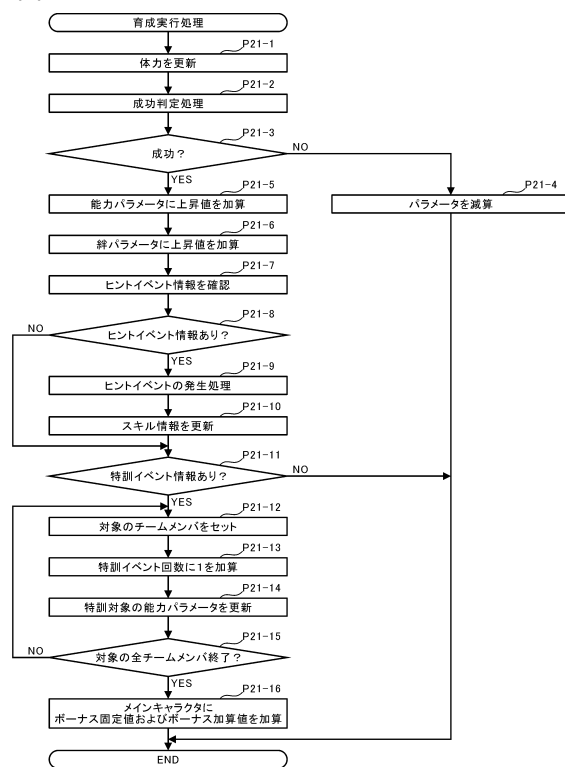 育成実行処理
P21-1
体力を更新
P21-2
成功判定処理
P21-3
成功?
NO
YES
P21-5
能力パラメータに上昇値を加算
P21-4
パラメータを減算
P21-6
絆パラメータに上昇値を加算
P21-7
ヒントイベント情報を確認
P21-8
NO
ヒントイベント情報あり?
YES
P21-9
ヒントイベントの発生処理
P21-10
スキル情報を更新
P21-11
特訓イベント情報あり?
NO
YES
P21-12
対象のチームメンバをセット
P21-13
特訓イベント回数に1を加算
P21-14
特訓対象の能力パラメータを更新
P21-15
NO
対象の全チームメンバ終了?
YES
P21-16
メインキャラクタに
ボーナス固定値およびボーナス加算値を加算
END